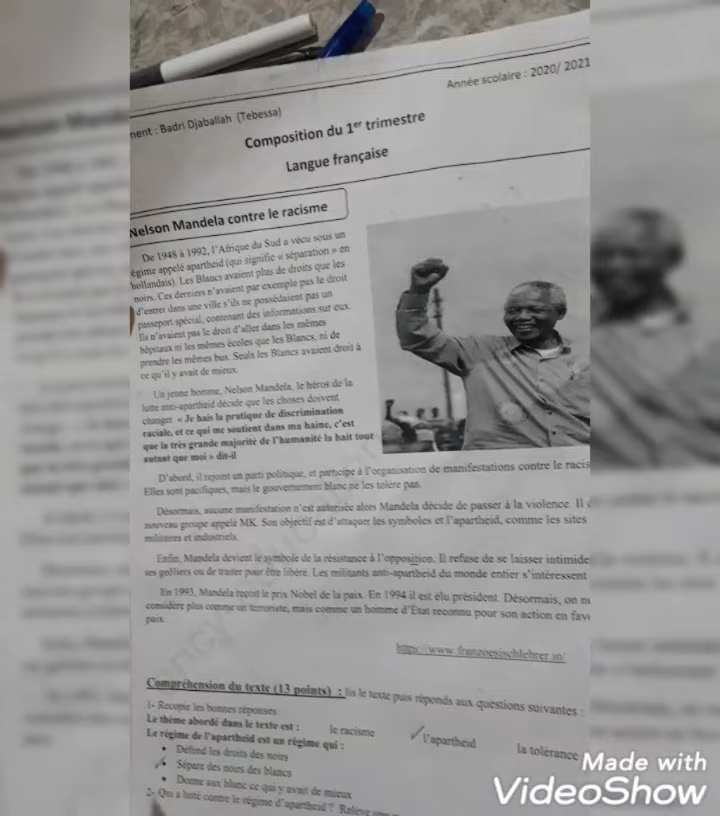 Année scolaire : 2020/ 2021
ment : Badri Djaballah (Tebessa)
Composition du 1er trimestre
Langue française
Nelson Mandela contre le racisme
De 1948 à 1992, l'Afrique du Sud a vécu sous un
régime appelé apartheid (qui signifie « séparation » en
hollandais). Les Blancs avaient plus de droits que les
noirs. Ces derniers n'avaient par exemple pas le droit
d'entrer dans une ville s'ils ne possédaient pas un
passeport spécial, contenant des informations sur eux.
Ils n'avaient pas le droit d'aller dans les mêmes
hôpitaux ni les mêmes écoles que les Blancs, ni de
prendre les mêmes bus. Seuls les Blancs avaient droit à
ce qu'il y avait de mieux.
Un jeune homme, Nelson Mandela, le héros de la
lutte anti-apartheid décide que les choses doivent
changer « Je hais la pratique de discrimination
raciale, et ce qui me soutient dans ma haine, c'est
que la très grande majorité de l'humanité la hait tout
autant que moi » dit-il
D'abord, il rejoint un parti politique, et participe à l'organisation de manifestations contre le racis
Elles sont pacifiques, mais le gouvernement blanc ne les tolère pas.
Désormais, aucune manifestation n'est autorisée alors Mandela décide de passer à la violence. Il
nouveau groupe appelé MK. Son objectif est d'attaquer les symboles et l'apartheid, comme les sites
militaires et industriels.
Enfin, Mandela devient le symbole de la résistance à l'opposition. Il refuse de se laisser intimide
ses geôliers ou de traiter pour être libéré. Les militants anti-apartheid du monde entier s'intéressent
En 1993, Mandela reçoit le prix Nobel de la paix. En 1994 il est élu président. Désormais, on n
considère plus comme un terroriste, mais comme un homme d'État reconnu pour son action en fav
paix.
https://www.franzoesischlehrer.in/
Compréhension du texte (13 points) : lis le texte puis réponds aux questions suivantes :
1- Recopie les bonnes réponses
Le thème abordé dans le texte est : le racisme l'apartheid la tolérance
Le régime de l'apartheid est un régime qui :
• Défend les droits des noirs
• Sépare des noirs des blancs
• Donne aux blanc ce qui y avait de mieux
2- Qui a lutté contre le régime d'apartheid ? Relève
Made with
VideoShow